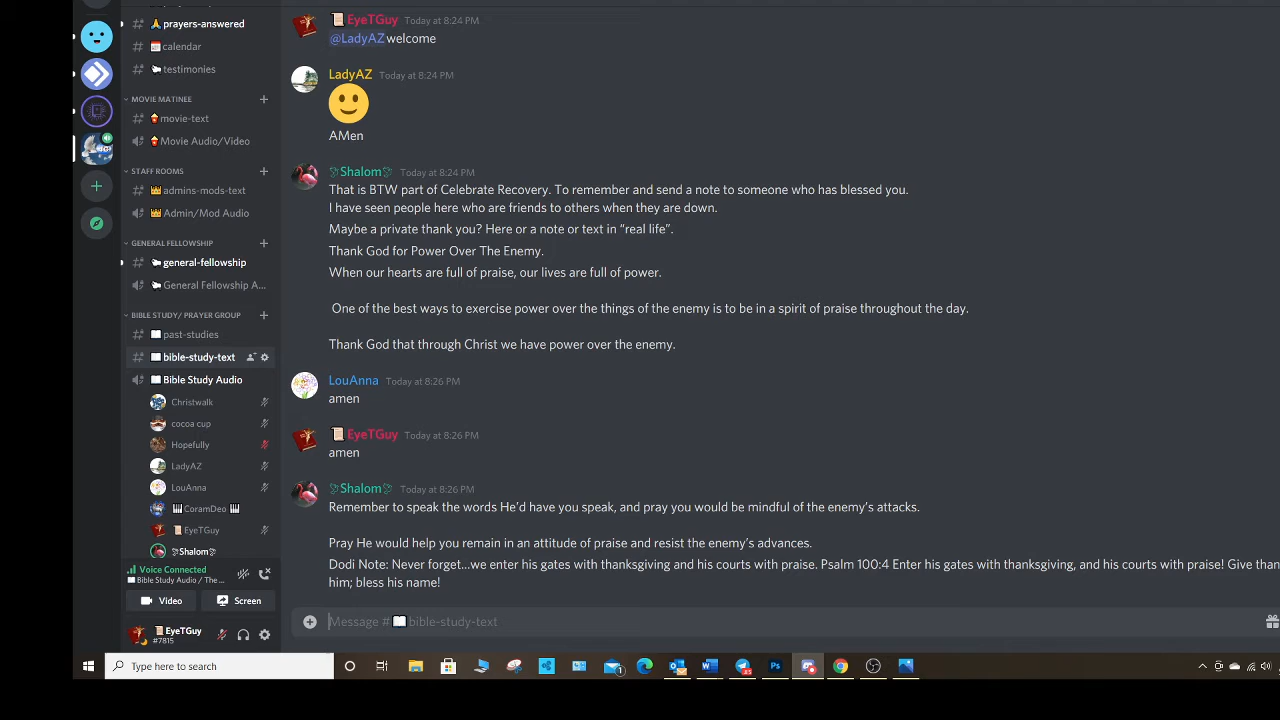 prayers-answered
calendar
testimonies
MOVIE MATINEE
movie-text
Movie Audio/Video
STAFF ROOMS
admins-mods-text
Admin/Mod Audio
GENERAL FELLOWSHIP
general-fellowship
General Fellowship A...
BIBLE STUDY/ PRAYER GROUP
past-studies
bible-study-text
Bible Study Audio
Christwalk
cocoa cup
Hopefully
LadyAZ
LouAnna
CoramDeo
EyeTGuy
Shalom
Voice Connected
Bible Study Audio / The ...
Video
Screen
EyeTGuy
#7815
EyeTGuy Today at 8:24 PM
@LadyAZ welcome
LadyAZ Today at 8:24 PM
AMen
Shalom Today at 8:24 PM
That is BTW part of Celebrate Recovery. To remember and send a note to someone who has blessed you.
I have seen people here who are friends to others when they are down.
Maybe a private thank you? Here or a note or text in “real life”.
Thank God for Power Over The Enemy.
When our hearts are full of praise, our lives are full of power.
One of the best ways to exercise power over the things of the enemy is to be in a spirit of praise throughout the day.
Thank God that through Christ we have power over the enemy.
LouAnna Today at 8:26 PM
amen
EyeTGuy Today at 8:26 PM
amen
Shalom Today at 8:26 PM
Remember to speak the words He’d have you speak, and pray you would be mindful of the enemy’s attacks.
Pray He would help you remain in an attitude of praise and resist the enemy’s advances.
Dodi Note: Never forget...we enter his gates with thanksgiving and his courts with praise. Psalm 100:4 Enter his gates with thanksgiving, and his courts with praise! Give than
him; bless his name!
Message # bible-study-text
Type here to search